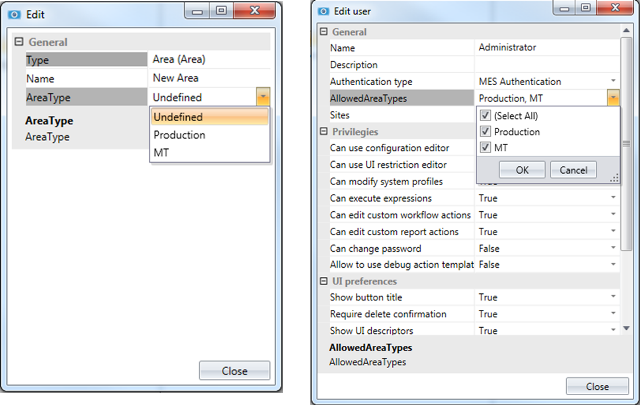 Edit
General
Type Area (Area)
Name New Area
AreaType Undefined
Undefined
Production
MT
AreaType
AreaType
Close
Edit user
General
Name Administrator
Description
Authentication type MES Authentication
AllowedAreaTypes Production, MT
Sites
(Select All)
Production
MT
OK Cancel
Privilegies
Can use configuration editor
Can use UI restriction editor
Can modify system profiles
Can execute expressions True
Can edit custom workflow actions True
Can edit custom report actions True
Can change password False
Allow to use debug action templat False
UI preferences
Show button title True
Require delete confirmation True
Show UI descriptors True
AllowedAreaTypes
AllowedAreaTypes
Close